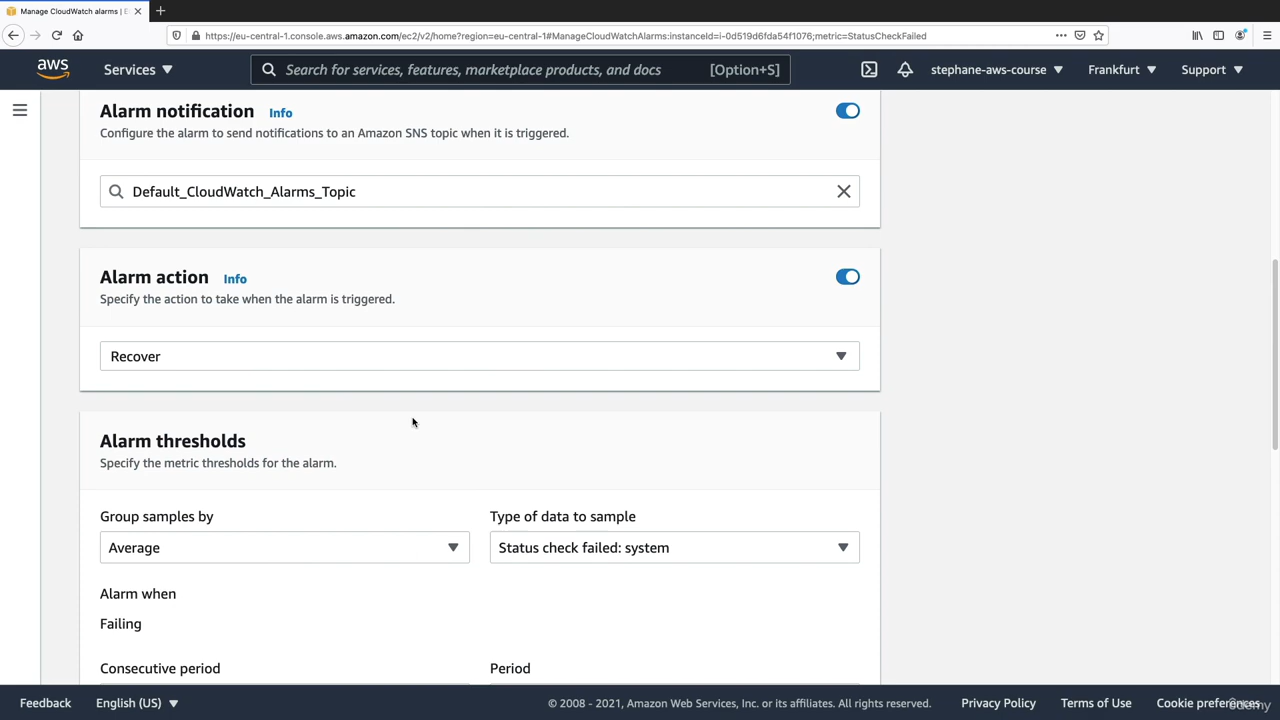 Manage CloudWatch alarms | E
https://eu-central-1.console.aws.amazon.com/ec2/v2/home?region=eu-central-1#ManageCloudWatchAlarms:instanceId=i-0d519d6fda54f1076;metric=StatusCheckFailed
aws
Services
Search for services, features, marketplace products, and docs
[Option+S]
stephane-aws-course
Frankfurt
Support
Alarm notification Info
Configure the alarm to send notifications to an Amazon SNS topic when it is triggered.
Default_CloudWatch_Alarms_Topic
Alarm action Info
Specify the action to take when the alarm is triggered.
Recover
Alarm thresholds
Specify the metric thresholds for the alarm.
Group samples by
Type of data to sample
Average
Status check failed: system
Alarm when
Failing
Consecutive period
Period
Feedback
English (US)
© 2008 - 2021, Amazon Web Services, Inc. or its affiliates. All rights reserved.
Privacy Policy
Terms of Use
Cookie preferences
Udemy